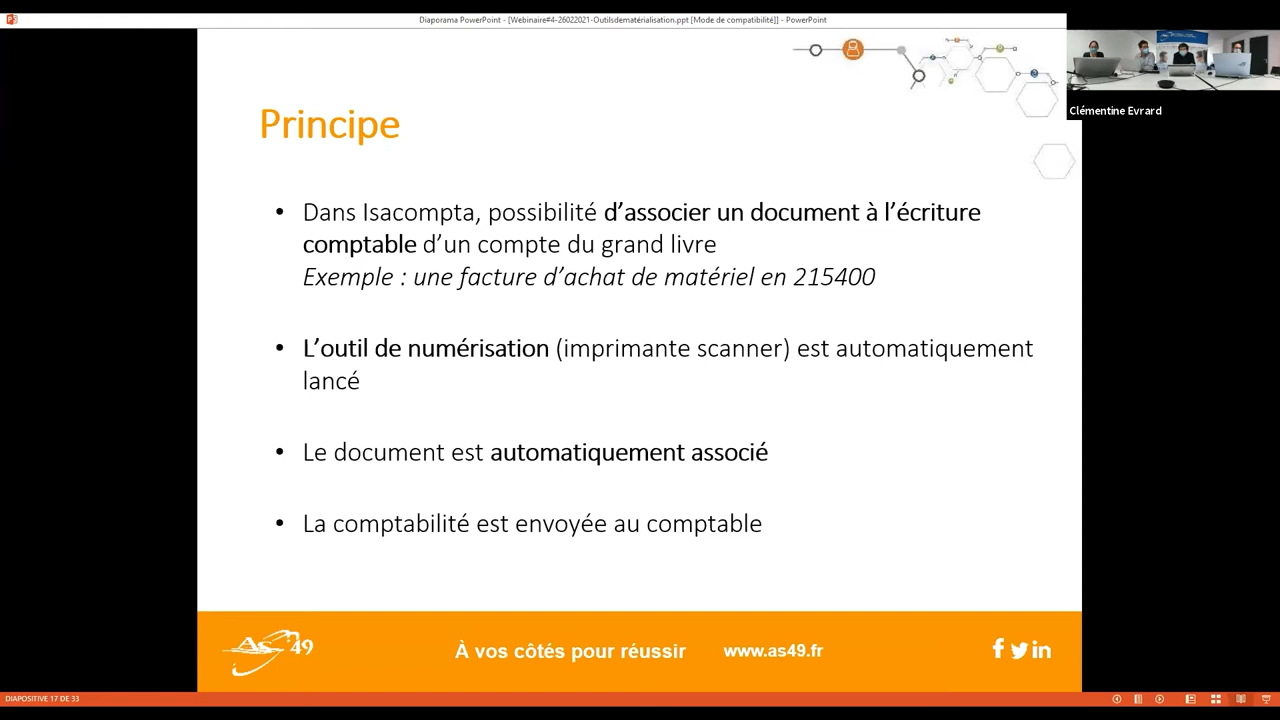 Diaporama PowerPoint - [Webinaire#4-26022021-Outilsdematérialisation.ppt [Mode de compatibilité]] - PowerPoint
Clémentine Evrard
Principe
• Dans Isacompta, possibilité d’associer un document à l’écriture
comptable d’un compte du grand livre
Exemple : une facture d’achat de matériel en 215400
• L’outil de numérisation (imprimante scanner) est automatiquement
lancé
• Le document est automatiquement associé
• La comptabilité est envoyée au comptable
As 49
À vos côtés pour réussir
www.as49.fr
DIAPOSITIVE 17 DE 33